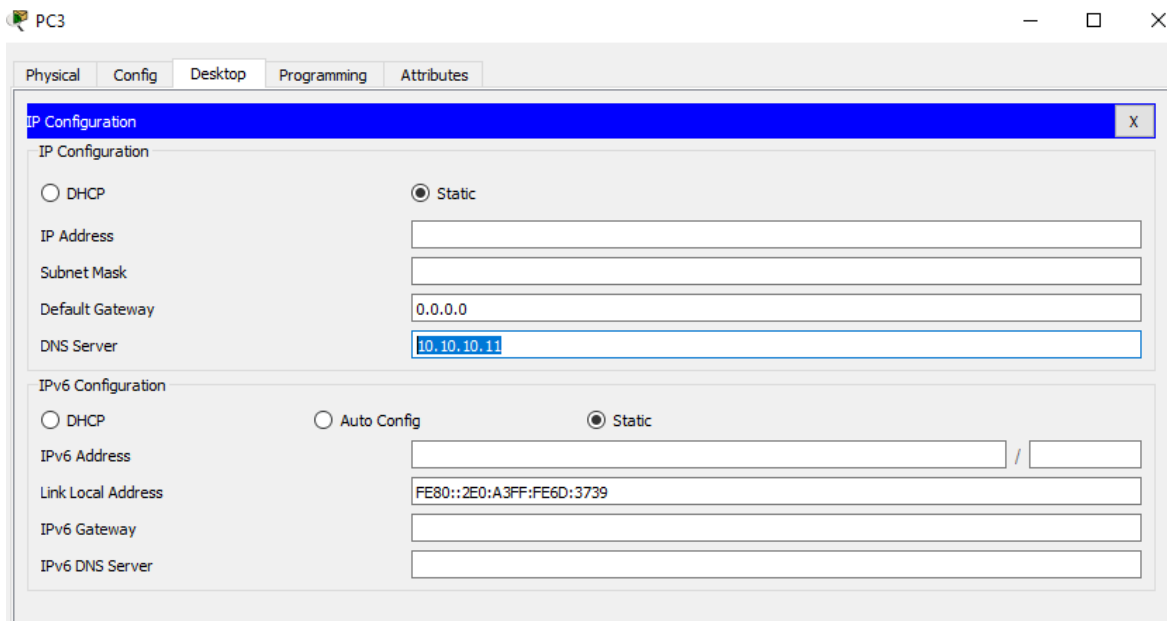 PC3
Physical Config Desktop Programming Attributes
IP Configuration X
IP Configuration
DHCP Static
IP Address
Subnet Mask
Default Gateway 0.0.0.0
DNS Server 10.10.10.11
IPv6 Configuration
DHCP Auto Config Static
IPv6 Address /
Link Local Address FE80::2E0:A3FF:FE6D:3739
IPv6 Gateway
IPv6 DNS Server